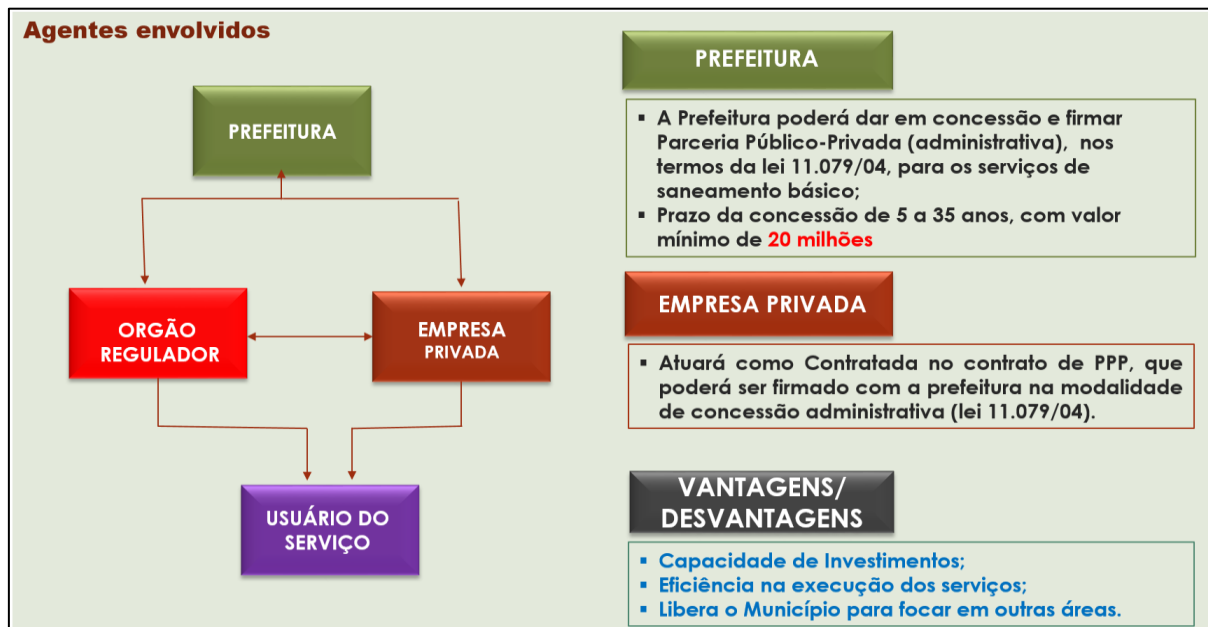 Agentes envolvidos
PREFEITURA
ORGÃO
REGULADOR
EMPRESA
PRIVADA
USUÁRIO DO
SERVIÇO
PREFEITURA
▪ A Prefeitura poderá dar em concessão e firmar
Parceria Público-Privada (administrativa), nos
termos da lei 11.079/04, para os serviços de
saneamento básico;
▪ Prazo da concessão de 5 a 35 anos, com valor
mínimo de 20 milhões
EMPRESA PRIVADA
▪ Atuará como Contratada no contrato de PPP, que
poderá ser firmado com a prefeitura na modalidade
de concessão administrativa (lei 11.079/04).
VANTAGENS/
DESVANTAGENS
▪ Capacidade de Investimentos;
▪ Eficiência na execução dos serviços;
▪ Libera o Município para focar em outras áreas.